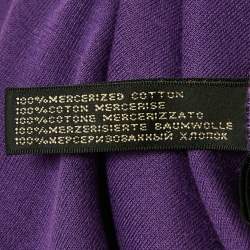 100%MERCERIZED COTTON
100%COTON MERCERISE
100%COTONE MERCERIZZATO
100%MERZERISIERTE BAUMWOLLE
100%МЕРСЕРИЗОВАННЫЙ ХЛОПОК